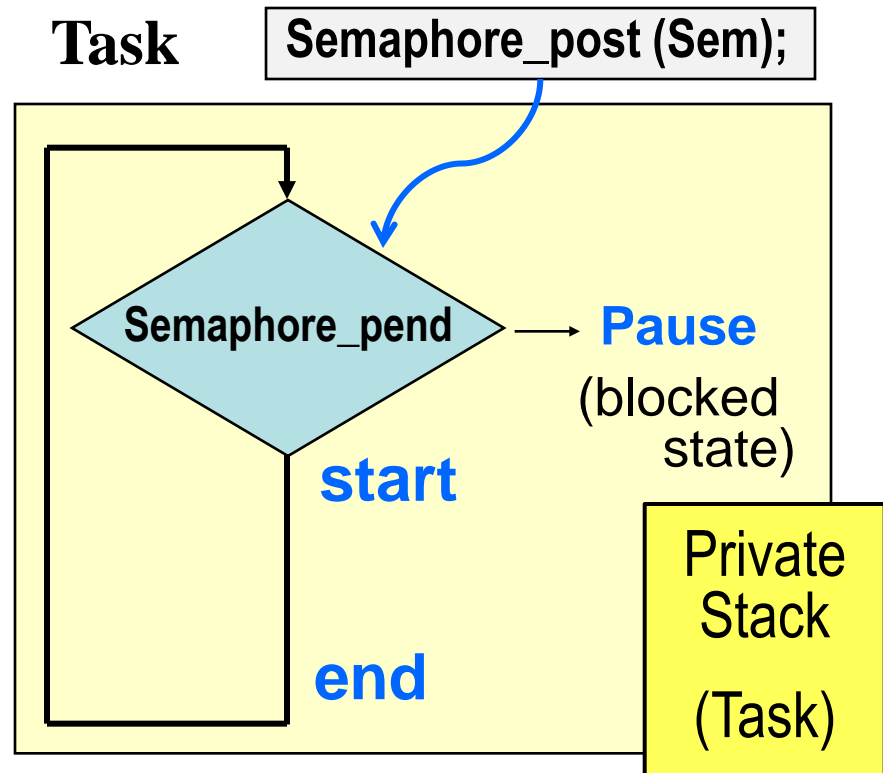 Task
Semaphore_post (Sem);
Semaphore_pend
Pause
(blocked
state)
start
end
Private
Stack
(Task)